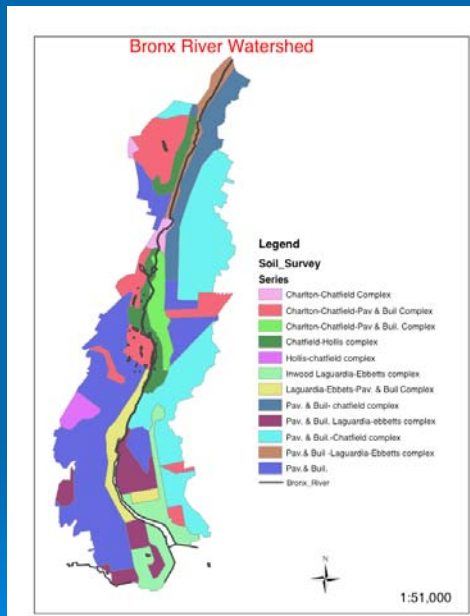 Bronx River Watershed
Legend
Soil_Survey
Series
Charlton-Chatfield Complex
Charlton-Chatfield-Pav & Buil Complex
Charlton-Chatfield-Pav & Buil. Complex
Chatfield-Hollis complex
Hollis-chatfield complex
Inwood Laguardia-Ebbetts complex
Laguardia-Ebbets-Pav. & Buil Complex
Pav. & Buil- chatfield complex
Pav. & Buil. Laguardia-ebbetts complex
Pav. & Buil.-Chatfield complex
Pav.& Buil -Laguardia-Ebbetts complex
Pav.& Buil.
Bronx_River
N
1:51,000